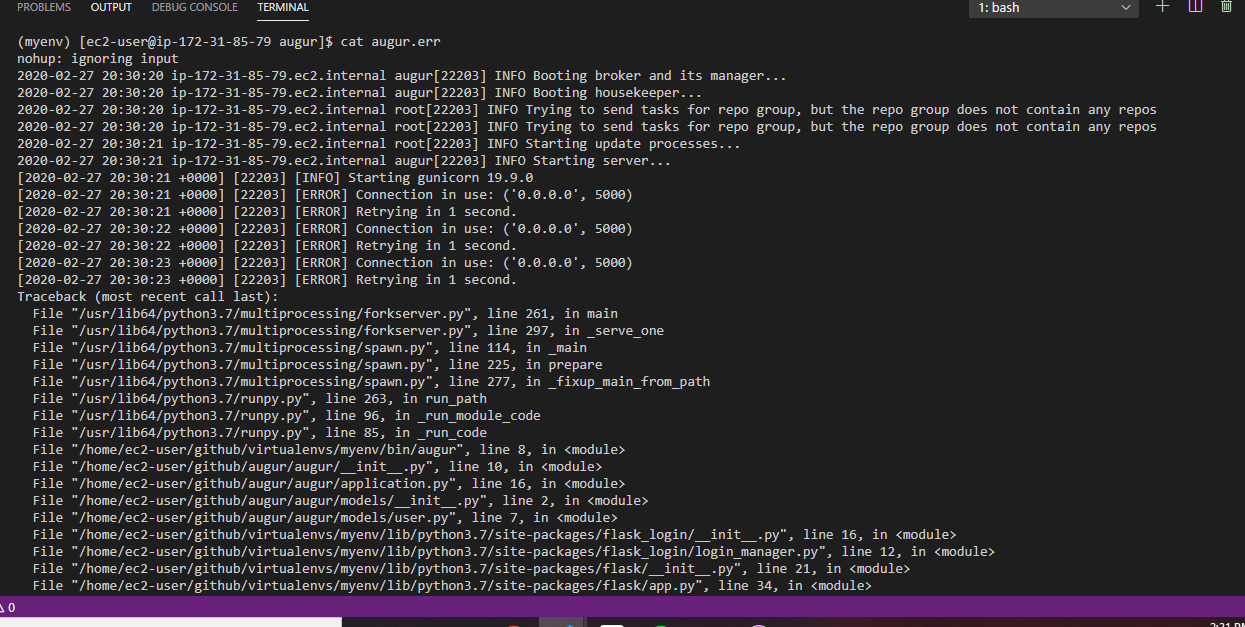 PROBLEMS OUTPUT DEBUG CONSOLE TERMINAL 1: bash
(myenv) [ec2-user@ip-172-31-85-79 augur]$ cat augur.err
nohup: ignoring input
2020-02-27 20:30:20 ip-172-31-85-79.ec2.internal augur[22203] INFO Booting broker and its manager...
2020-02-27 20:30:20 ip-172-31-85-79.ec2.internal augur[22203] INFO Booting housekeeper...
2020-02-27 20:30:20 ip-172-31-85-79.ec2.internal root[22203] INFO Trying to send tasks for repo group, but the repo group does not contain any repos
2020-02-27 20:30:20 ip-172-31-85-79.ec2.internal root[22203] INFO Trying to send tasks for repo group, but the repo group does not contain any repos
2020-02-27 20:30:21 ip-172-31-85-79.ec2.internal root[22203] INFO Starting update processes...
2020-02-27 20:30:21 ip-172-31-85-79.ec2.internal augur[22203] INFO Starting server...
[2020-02-27 20:30:21 +0000] [22203] [INFO] Starting gunicorn 19.9.0
[2020-02-27 20:30:21 +0000] [22203] [ERROR] Connection in use: ('0.0.0.0', 5000)
[2020-02-27 20:30:21 +0000] [22203] [ERROR] Retrying in 1 second.
[2020-02-27 20:30:22 +0000] [22203] [ERROR] Connection in use: ('0.0.0.0', 5000)
[2020-02-27 20:30:22 +0000] [22203] [ERROR] Retrying in 1 second.
[2020-02-27 20:30:23 +0000] [22203] [ERROR] Connection in use: ('0.0.0.0', 5000)
[2020-02-27 20:30:23 +0000] [22203] [ERROR] Retrying in 1 second.
Traceback (most recent call last):
File "/usr/lib64/python3.7/multiprocessing/forkserver.py", line 261, in main
File "/usr/lib64/python3.7/multiprocessing/forkserver.py", line 297, in _serve_one
File "/usr/lib64/python3.7/multiprocessing/spawn.py", line 114, in _main
File "/usr/lib64/python3.7/multiprocessing/spawn.py", line 225, in prepare
File "/usr/lib64/python3.7/multiprocessing/spawn.py", line 277, in _fixup_main_from_path
File "/usr/lib64/python3.7/runpy.py", line 263, in run_path
File "/usr/lib64/python3.7/runpy.py", line 96, in _run_module_code
File "/usr/lib64/python3.7/runpy.py", line 85, in _run_code
File "/home/ec2-user/github/virtualenvs/myenv/bin/augur", line 8, in <module>
File "/home/ec2-user/github/augur/augur/__init__.py", line 10, in <module>
File "/home/ec2-user/github/augur/augur/application.py", line 16, in <module>
File "/home/ec2-user/github/augur/augur/models/__init__.py", line 2, in <module>
File "/home/ec2-user/github/augur/augur/models/user.py", line 7, in <module>
File "/home/ec2-user/github/virtualenvs/myenv/lib/python3.7/site-packages/flask_login/__init__.py", line 16, in <module>
File "/home/ec2-user/github/virtualenvs/myenv/lib/python3.7/site-packages/flask_login/login_manager.py", line 12, in <module>
File "/home/ec2-user/github/virtualenvs/myenv/lib/python3.7/site-packages/flask/__init__.py", line 21, in <module>
File "/home/ec2-user/github/virtualenvs/myenv/lib/python3.7/site-packages/flask/app.py", line 34, in <module>
0